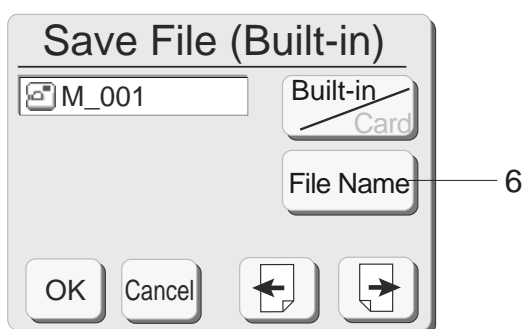 Save File (Built-in)
M_001
Built-in
Card
File Name
6
OK
Cancel